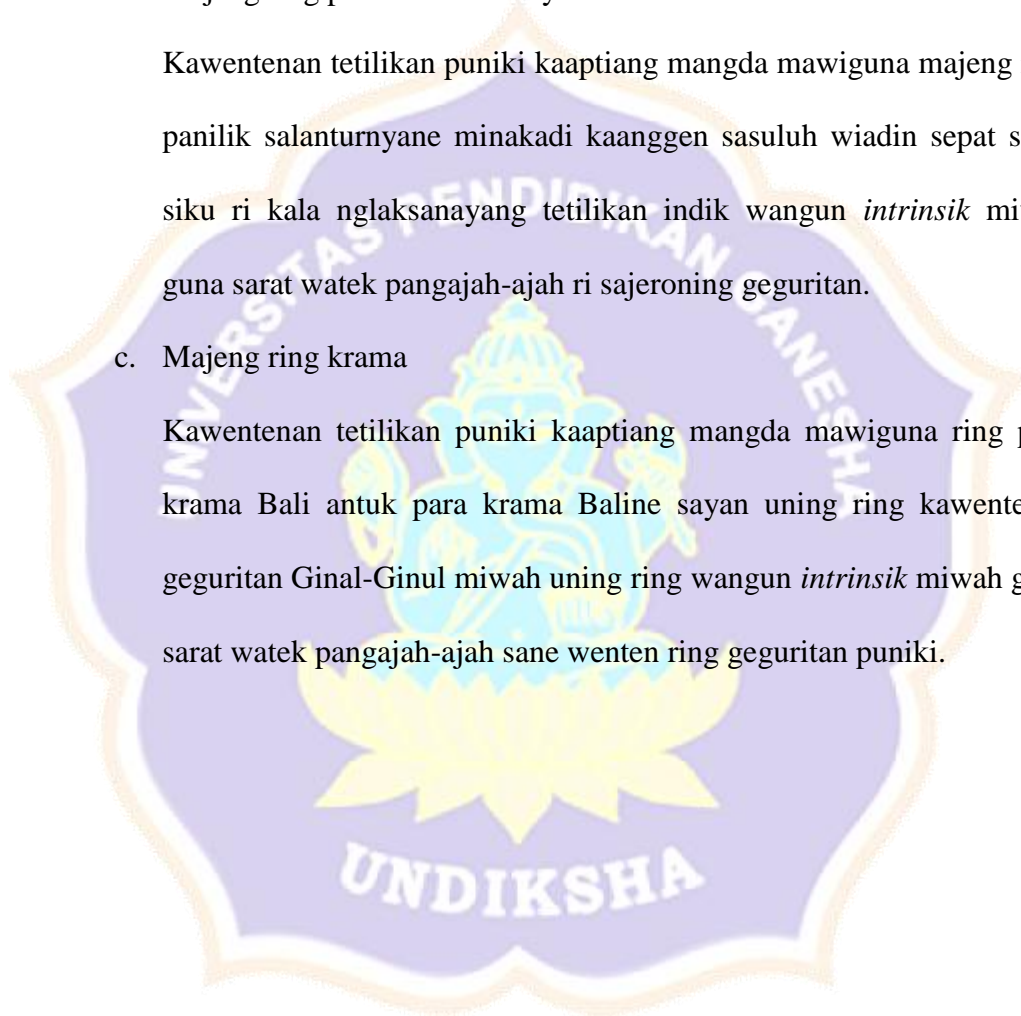 Kawentenan tetilikan puniki kaaptiang mangda mawiguna majeng
panilik salanturnyane minakadi kaanggen sasuluh wiadin sepat
siku ri kala nglaksanayang tetilikan indik wangun intrinsik
guna sarat watek pangajah-ajah ri sajeroning geguritan.
c. Majeng ring krama
Kawentenan tetilikan puniki kaaptiang mangda mawiguna ring
krama Bali antuk para krama Baline sayan uning ring
geguritan Ginal-Ginul miwah uning ring wangun intrinsik miwah
sarat watek pangajah-ajah sane wenten ring geguritan puniki.
UNIVERSITAS PENDIDIKAN GANESHA
UNDIKSHA